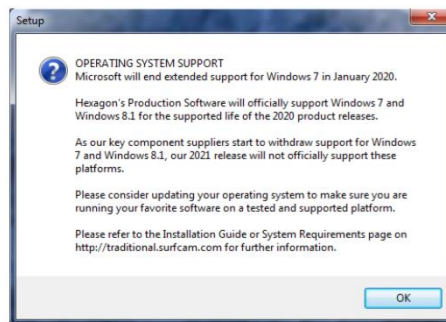 Setup
OPERATING SYSTEM SUPPORT
Microsoft will end extended support for Windows 7 in January 2020.
Hexagon's Production Software will officially support Windows 7 and
Windows 8.1 for the supported life of the 2020 product releases.
As our key component suppliers start to withdraw support for Windows
7 and Windows 8.1, our 2021 release will not officially support these
platforms.
Please consider updating your operating system to make sure you are
running your favorite software on a tested and supported platform.
Please refer to the Installation Guide or System Requirements page on
http://traditional.surfcam.com for further information.
OK